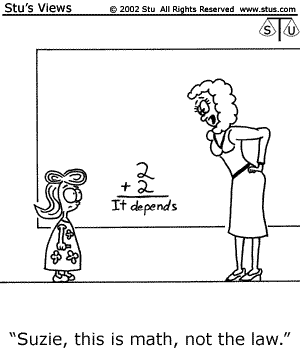 Stu's Views © 2002 Stu All Rights Reserved www.stus.com
S T U
2
+ 2
It depends
“Suzie, this is math, not the law.”